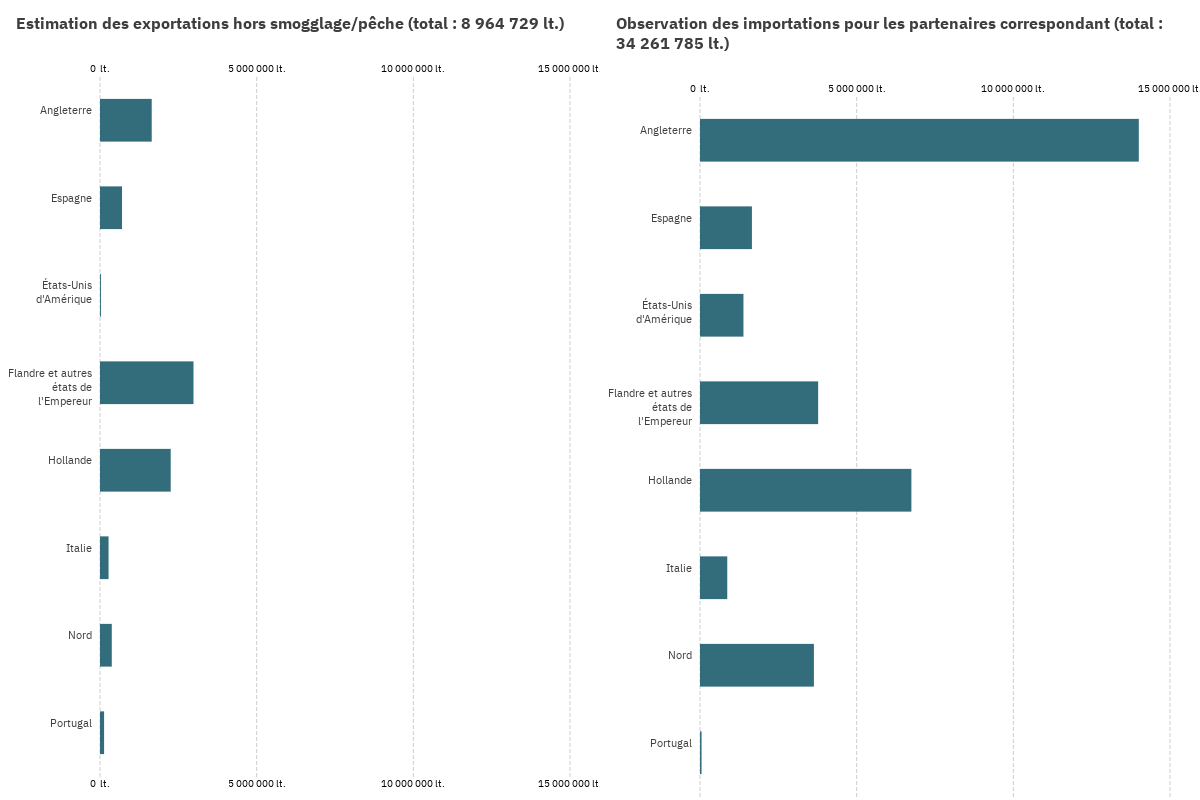 Estimation des exportations hors smogglage/pêche (total : 8 964 729 lt.)
0 lt.
5 000 000 lt.
10 000 000 lt.
15 000 000 lt
Angleterre
Espagne
États-Unis
d'Amérique
Flandre et autres
états de
l'Empereur
Hollande
Italie
Nord
Portugal
0 lt.
5 000 000 lt.
10 000 000 lt.
15 000 000 lt
Observation des importations pour les partenaires correspondant (total :
34 261 785 lt.)
0 lt.
5 000 000 lt.
10 000 000 lt.
15 000 000 lt
Angleterre
Espagne
États-Unis
d'Amérique
Flandre et autres
états de
l'Empereur
Hollande
Italie
Nord
Portugal